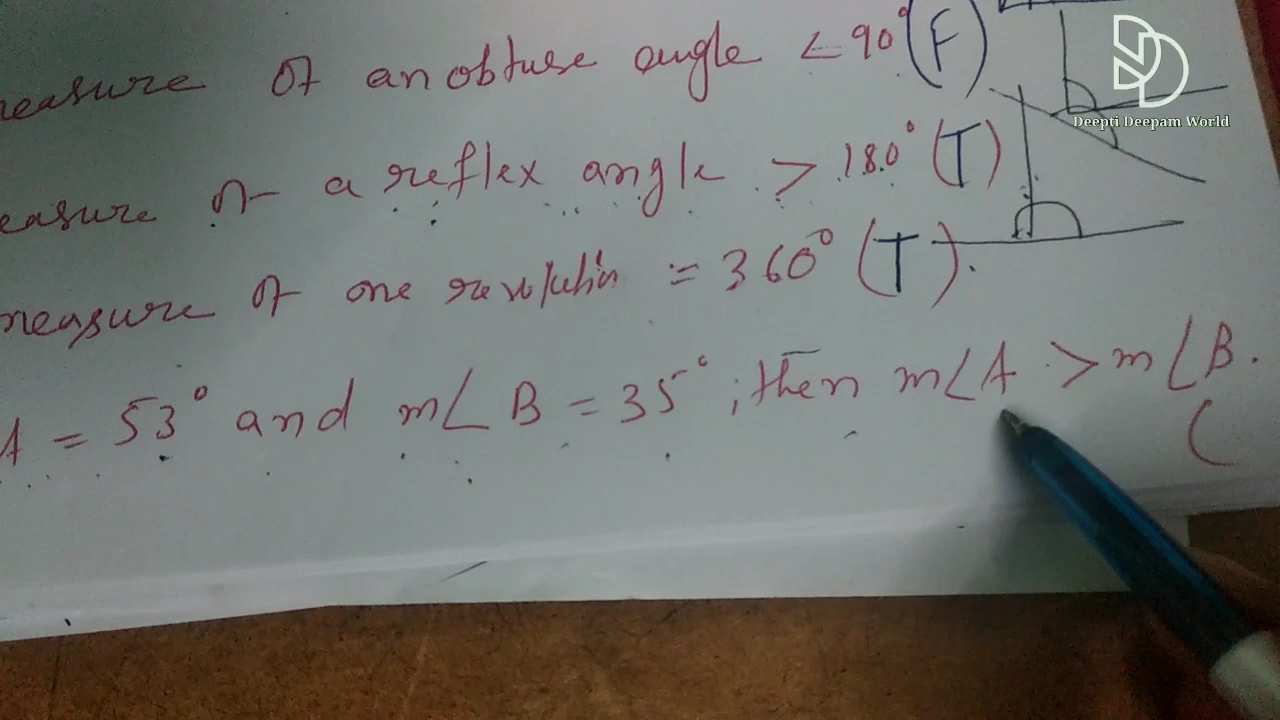 measure of an obtuse angle < 90° (F)
measure of a reflex angle > 180° (T)
measure of one revolution = 360° (T).
A = 53° and m∠B = 35°; then m∠A > m∠B.
(
Deepti Deepam World